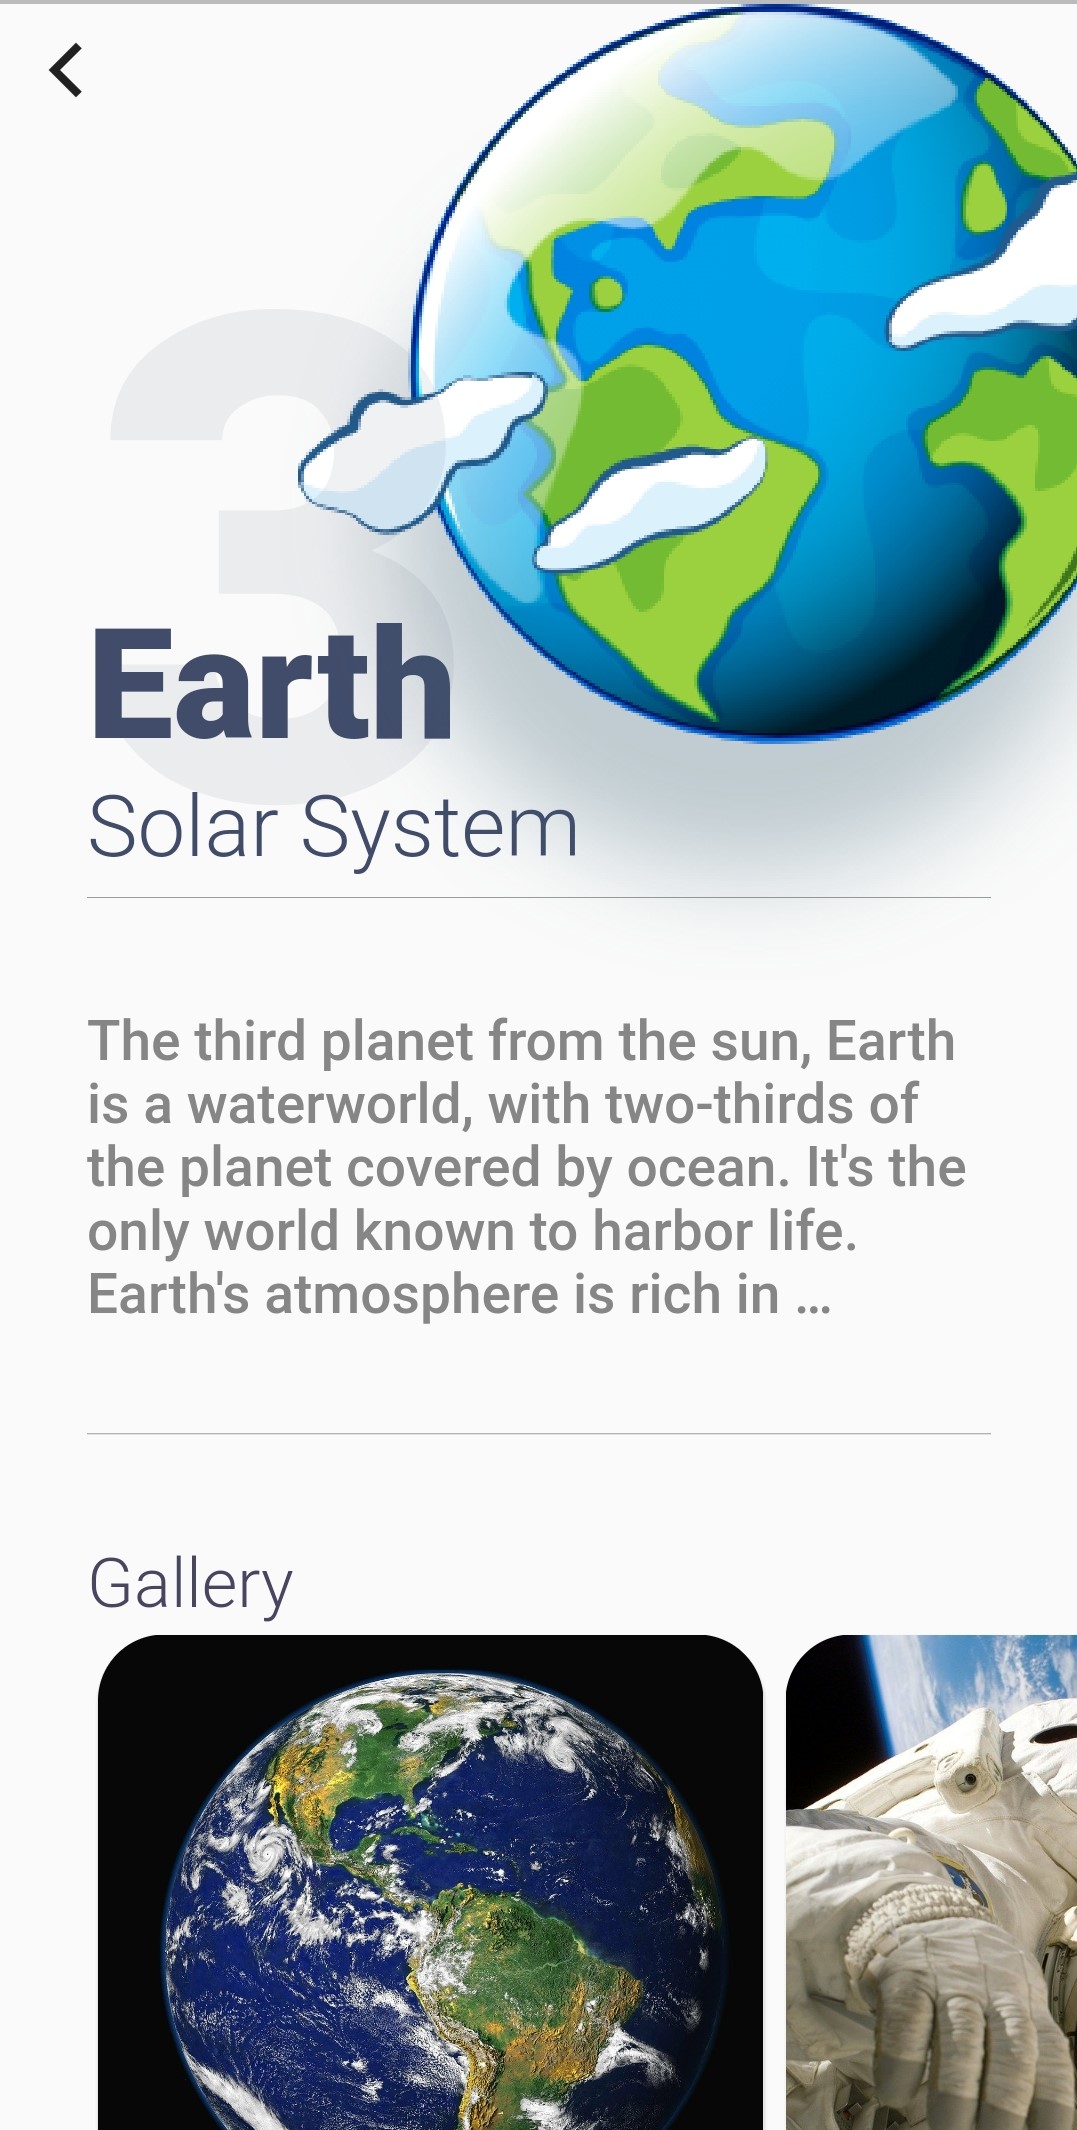 3
Earth
Solar System
The third planet from the sun, Earth
is a waterworld, with two-thirds of
the planet covered by ocean. It's the
only world known to harbor life.
Earth's atmosphere is rich in ...
Gallery